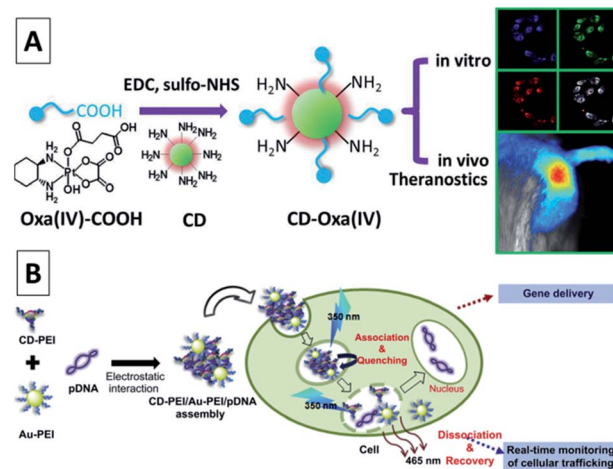 A
EDC, sulfo-NHS
COOH
H₂N
NH₂
H₂N
NH₂
in vitro
in vivo
Theranostics
Oxa(IV)-COOH
CD
CD-Oxa(IV)
B
CD-PEI
+
Au-PEI
pDNA
Electrostatic
interaction
CD-PEI/Au-PEI/pDNA
assembly
350 nm
Association
&
Quenching
350 nm
Nucleus
Cell
465 nm
Dissociation
&
Recovery
Gene delivery
Real-time monitoring
of cellular trafficking